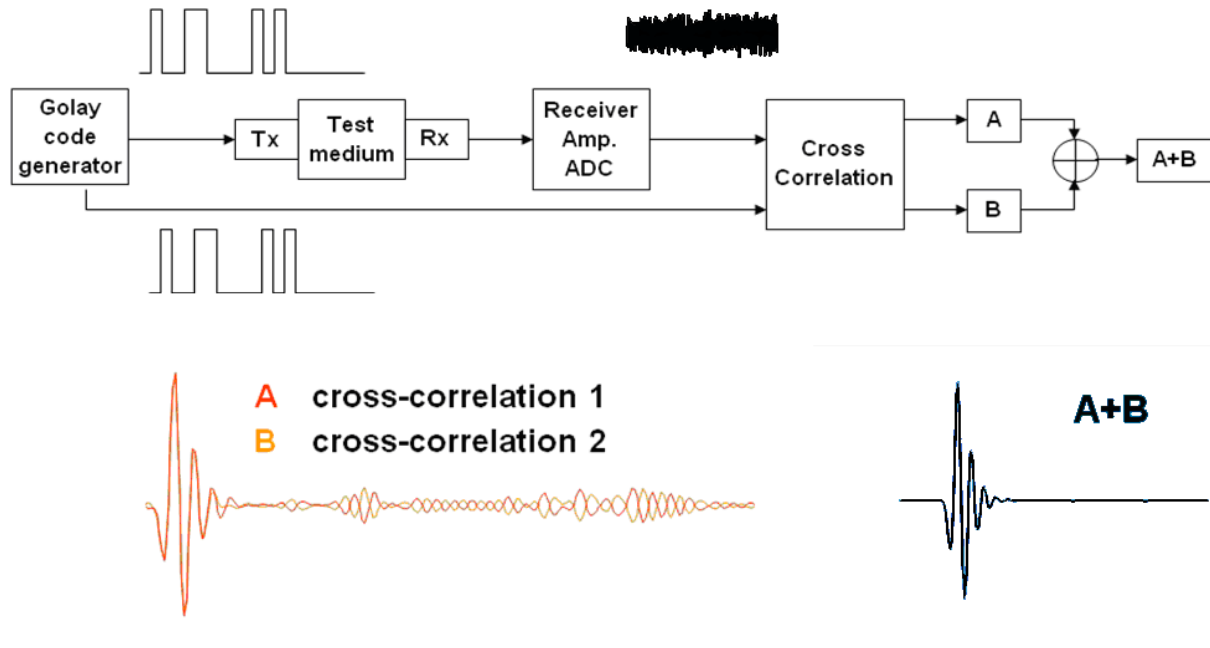 Golay
code
generator
Tx
Test
medium
Rx
Receiver
Amp.
ADC
Cross
Correlation
A
B
A+B
A cross-correlation 1
B cross-correlation 2
A+B